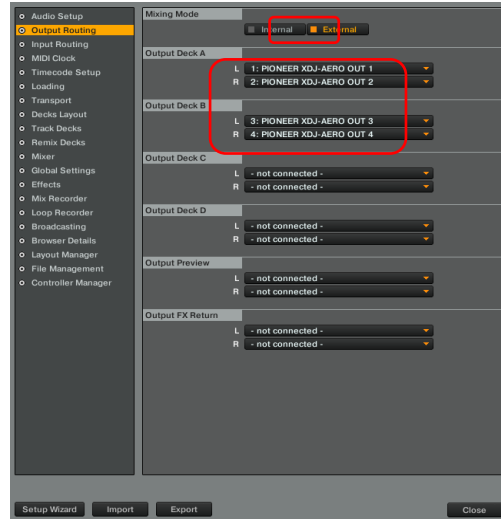 Audio Setup
Output Routing
Input Routing
MIDI Clock
Timecode Setup
Loading
Transport
Decks Layout
Track Decks
Remix Decks
Mixer
Global Settings
Effects
Mix Recorder
Loop Recorder
Broadcasting
Browser Details
Layout Manager
File Management
Controller Manager
Mixing Mode
Internal External
Output Deck A
L 1: PIONEER XDJ-AERO OUT 1
R 2: PIONEER XDJ-AERO OUT 2
Output Deck B
L 3: PIONEER XDJ-AERO OUT 3
R 4: PIONEER XDJ-AERO OUT 4
Output Deck C
L - not connected -
R - not connected -
Output Deck D
L - not connected -
R - not connected -
Output Preview
L - not connected -
R - not connected -
Output FX Return
L - not connected -
R - not connected -
Setup Wizard Import Export Close